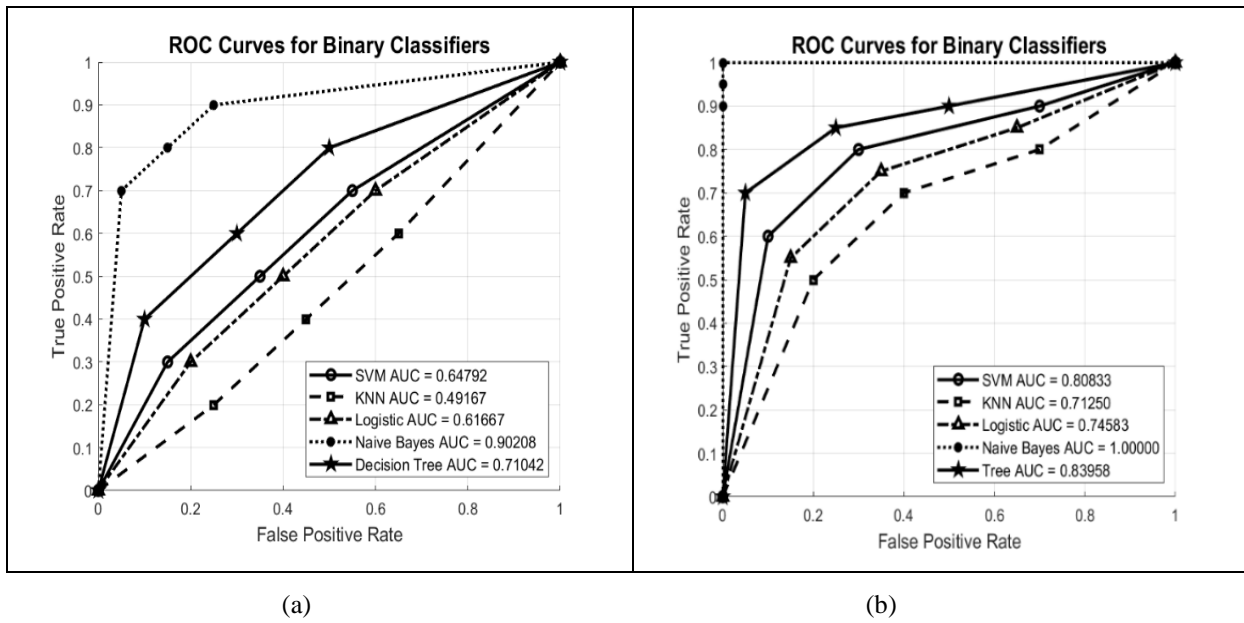 ROC Curves for Binary Classifiers
1
0.9
0.8
0.7
0.6
0.5
0.4
0.3
0.2
0.1
0
True Positive Rate
SVM AUC = 0.64792
KNN AUC = 0.49167
Logistic AUC = 0.61667
Naive Bayes AUC = 0.90208
Decision Tree AUC = 0.71042
0 0.2 0.4 0.6 0.8 1
False Positive Rate
(a)
ROC Curves for Binary Classifiers
1
0.9
0.8
0.7
0.6
0.5
0.4
0.3
0.2
0.1
0
True Positive Rate
SVM AUC = 0.80833
KNN AUC = 0.71250
Logistic AUC = 0.74583
Naive Bayes AUC = 1.00000
Tree AUC = 0.83958
0 0.2 0.4 0.6 0.8 1
False Positive Rate
(b)